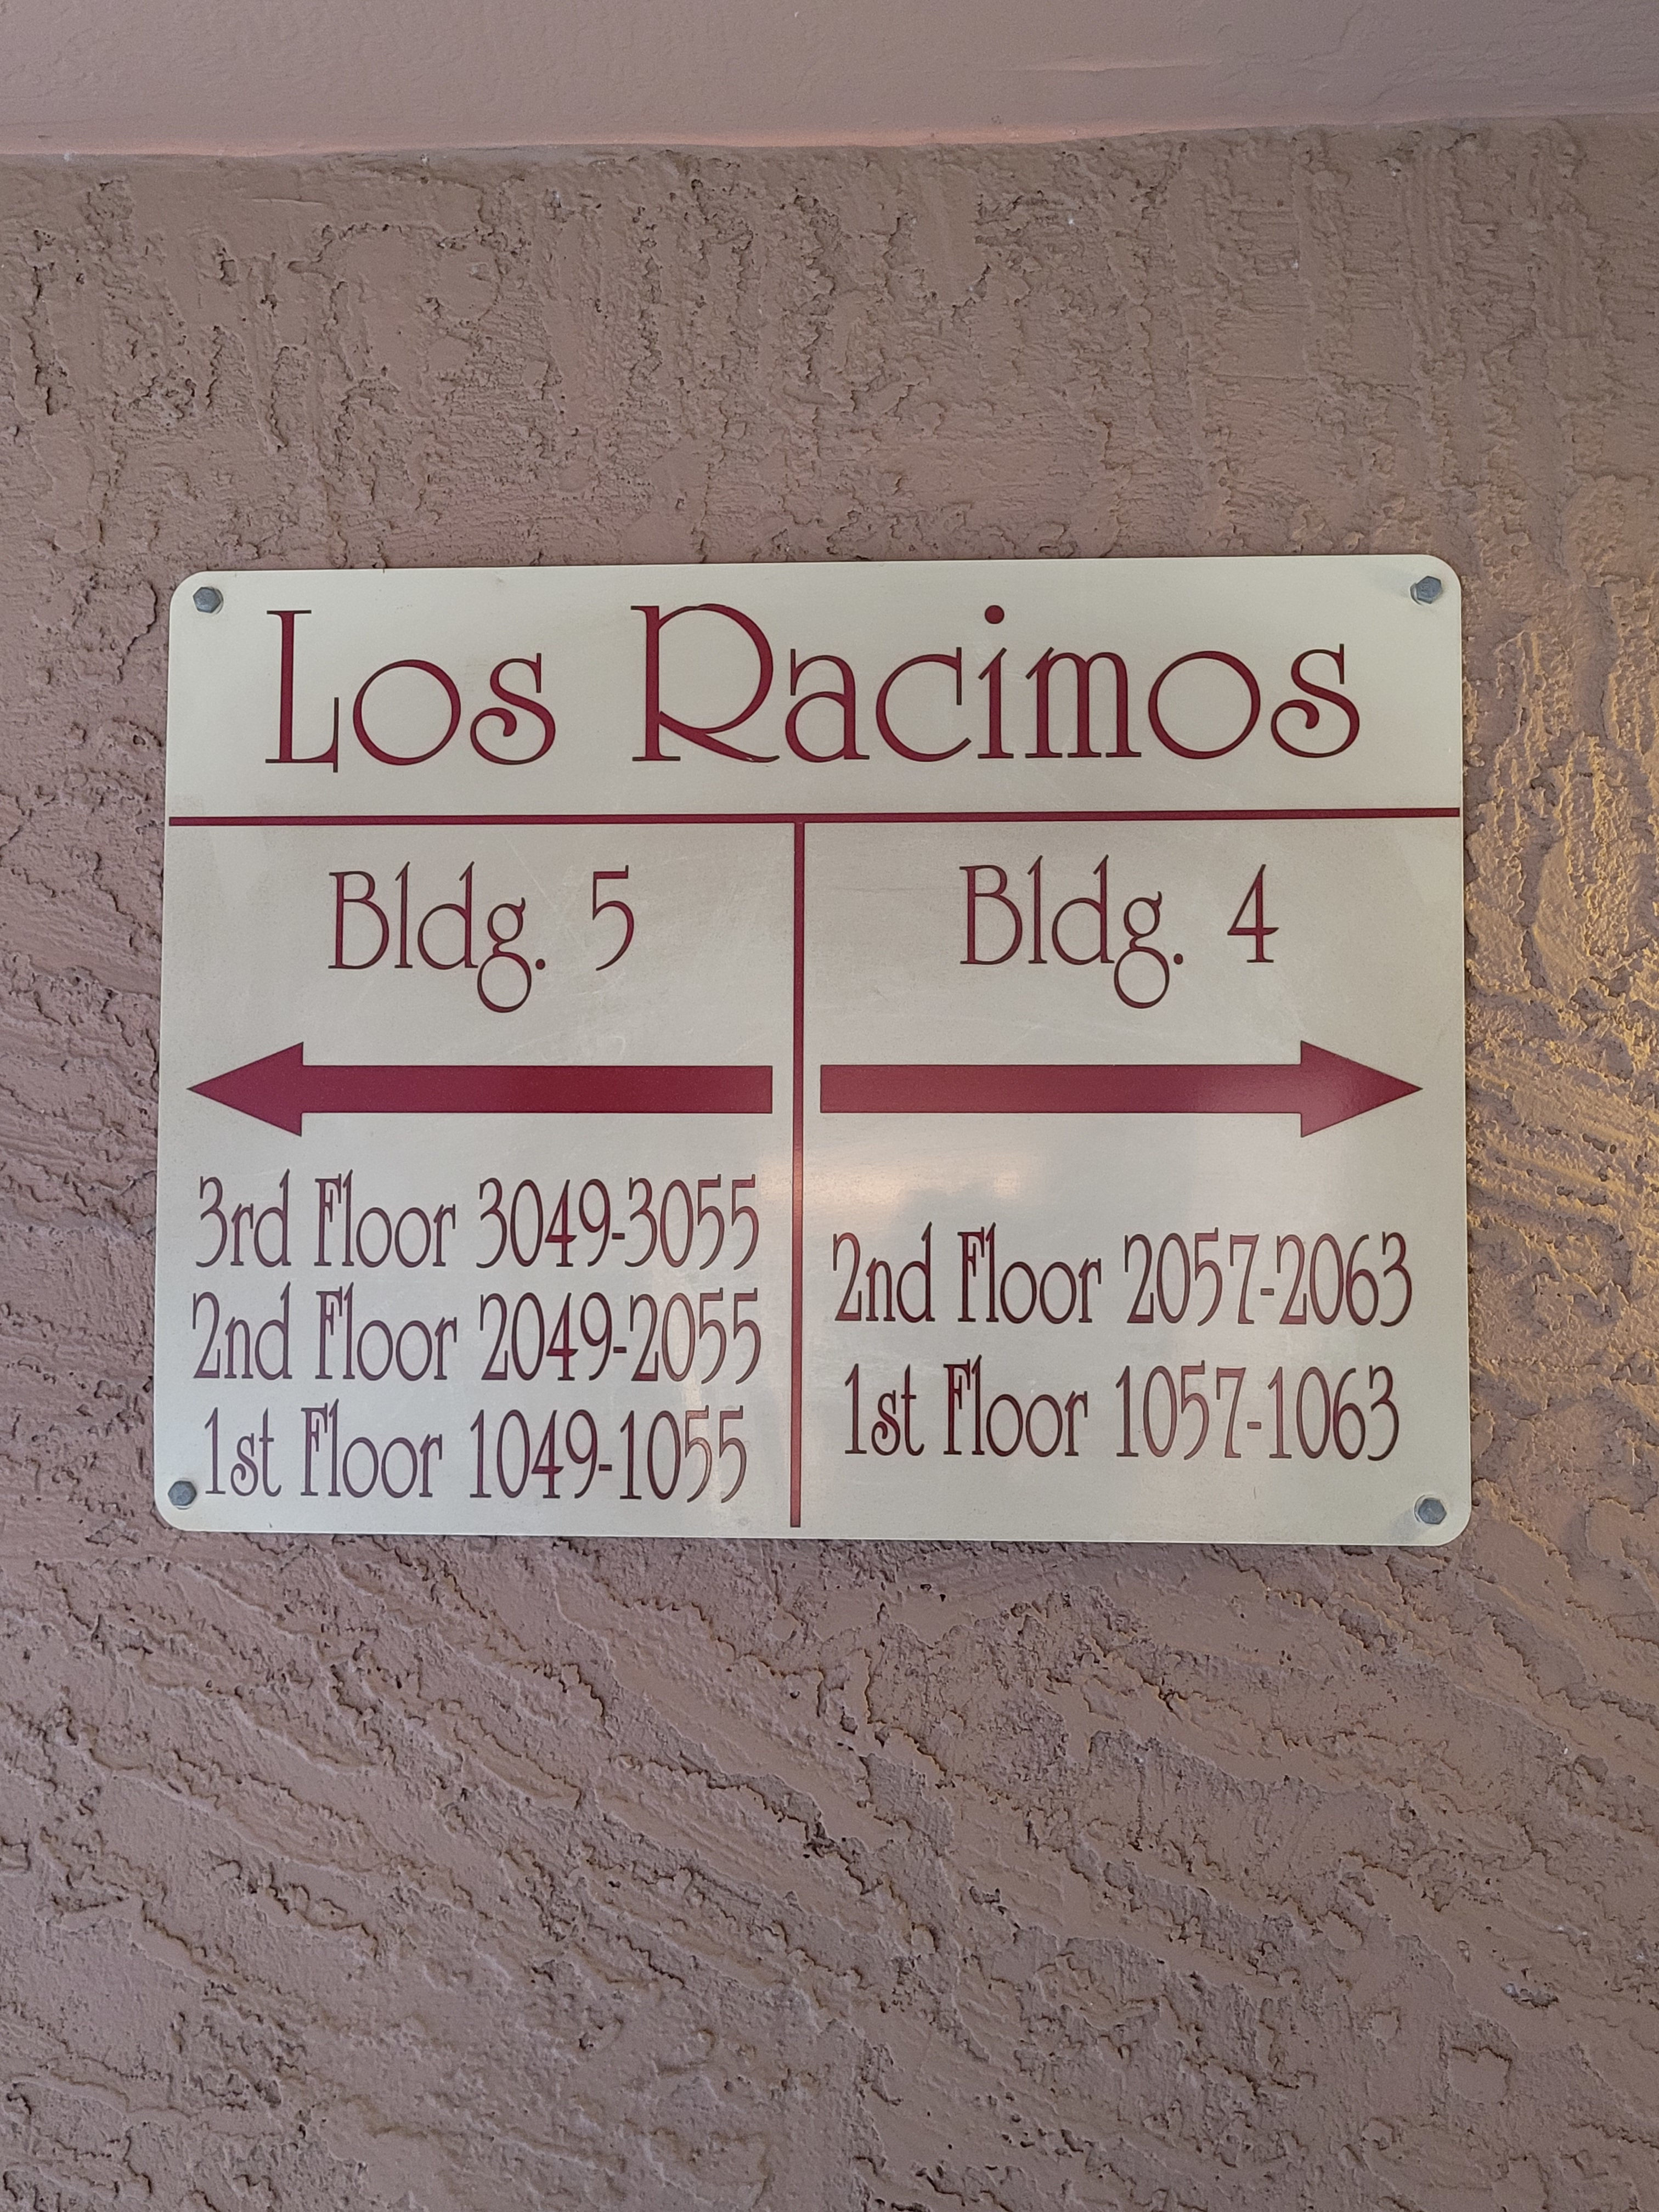 Los Racimos
Bldg. 5
3rd Floor 3049-3055
2nd Floor 2049-2055
1st Floor 1049-1055
Bldg. 4
2nd Floor 2057-2063
1st Floor 1057-1063